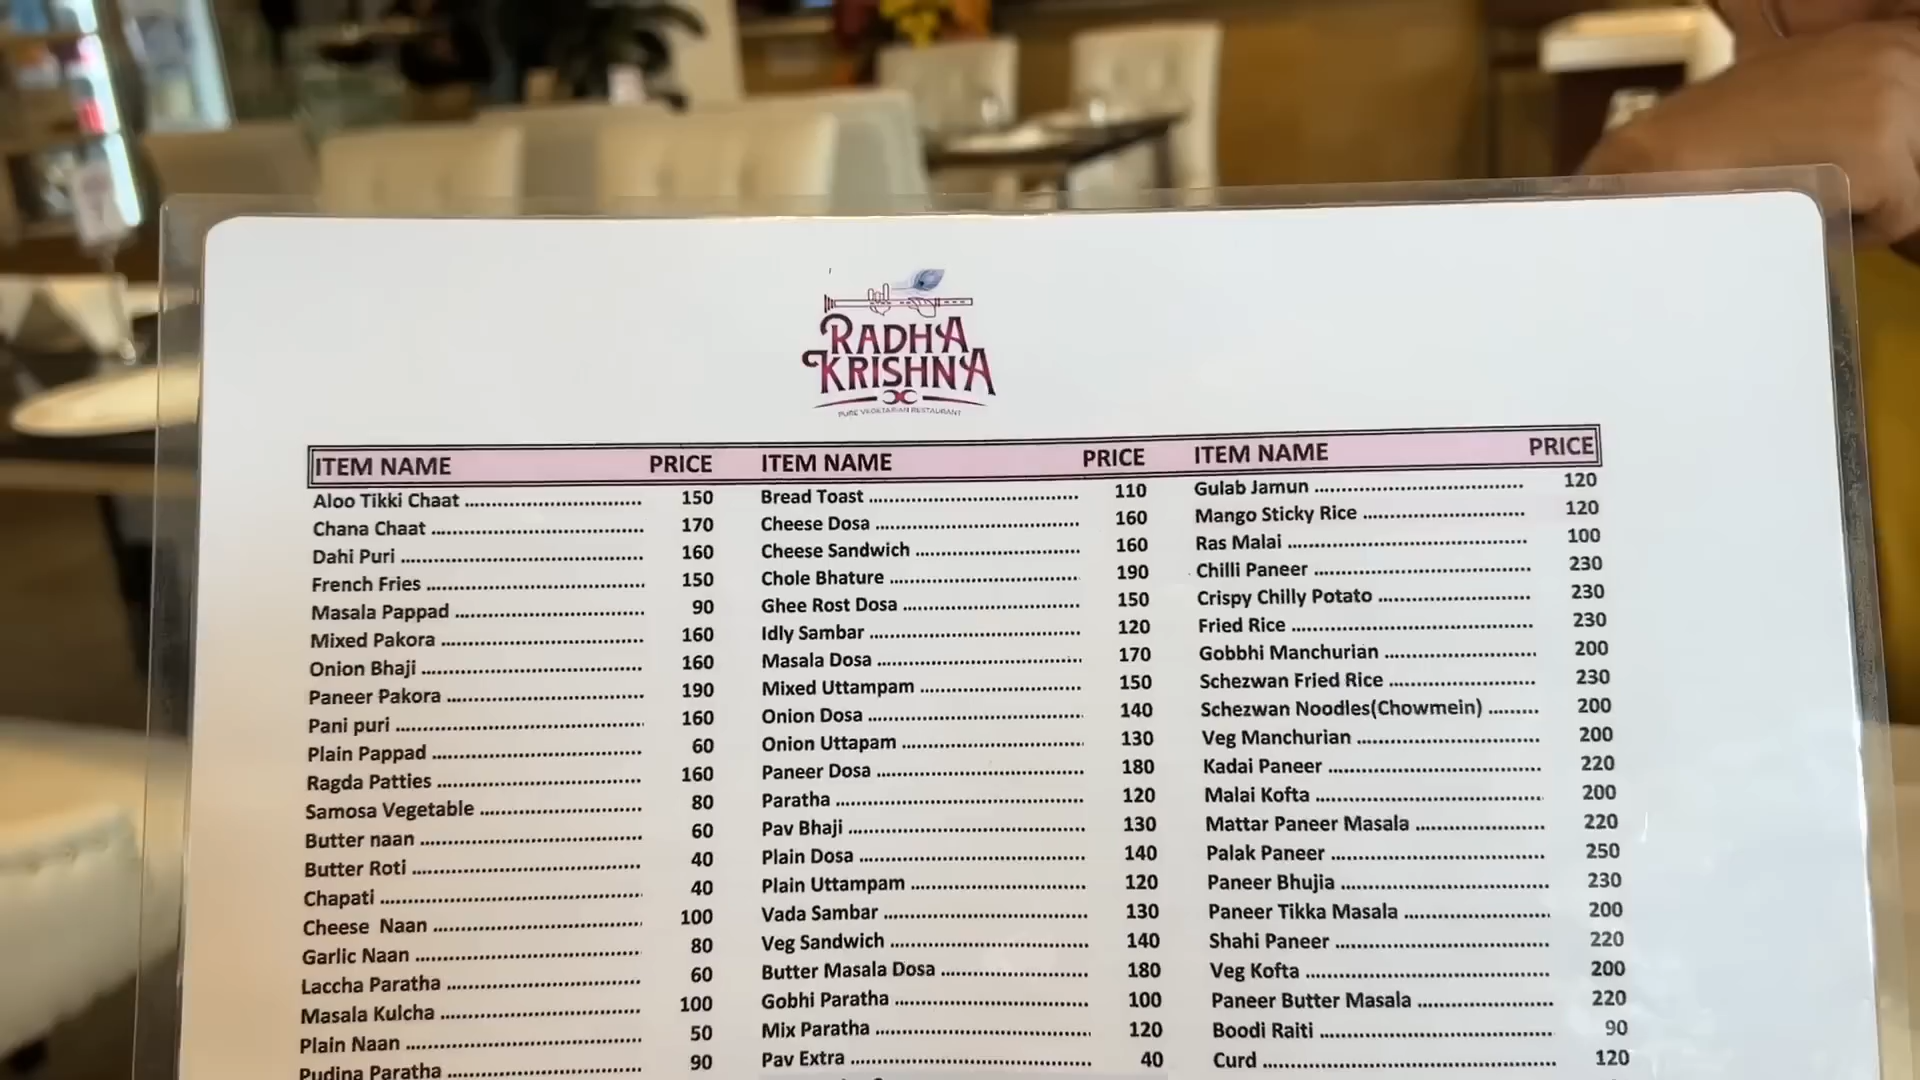 RADHA
KRISHNA
PURE VEGETARIAN RESTAURANT
ITEM NAME PRICE ITEM NAME PRICE ITEM NAME PRICE
Aloo Tikki Chaat 150
Chana Chaat 170
Dahi Puri 160
French Fries 150
Masala Pappad 90
Mixed Pakora 160
Onion Bhaji 160
Paneer Pakora 190
Pani puri 160
Plain Pappad 60
Ragda Patties 160
Samosa Vegetable 80
Butter naan 60
Butter Roti 40
Chapati 40
Cheese Naan 100
Garlic Naan 80
Laccha Paratha 60
Masala Kulcha 100
Plain Naan 50
Pudina Paratha 90
Bread Toast 110
Cheese Dosa 160
Cheese Sandwich 160
Chole Bhature 190
Ghee Rost Dosa 150
Idly Sambar 120
Masala Dosa 170
Mixed Uttampam 150
Onion Dosa 140
Onion Uttapam 130
Paneer Dosa 180
Paratha 120
Pav Bhaji 130
Plain Dosa 140
Plain Uttampam 120
Vada Sambar 130
Veg Sandwich 140
Butter Masala Dosa 180
Gobhi Paratha 100
Mix Paratha 120
Pav Extra 40
Gulab Jamun 120
Mango Sticky Rice 120
Ras Malai 100
Chilli Paneer 230
Crispy Chilly Potato 230
Fried Rice 230
Gobbhi Manchurian 200
Schezwan Fried Rice 230
Schezwan Noodles(Chowmein) 200
Veg Manchurian 200
Kadai Paneer 220
Malai Kofta 200
Mattar Paneer Masala 220
Palak Paneer 250
Paneer Bhujia 230
Paneer Tikka Masala 200
Shahi Paneer 220
Veg Kofta 200
Paneer Butter Masala 220
Boodi Raiti 90
Curd 120